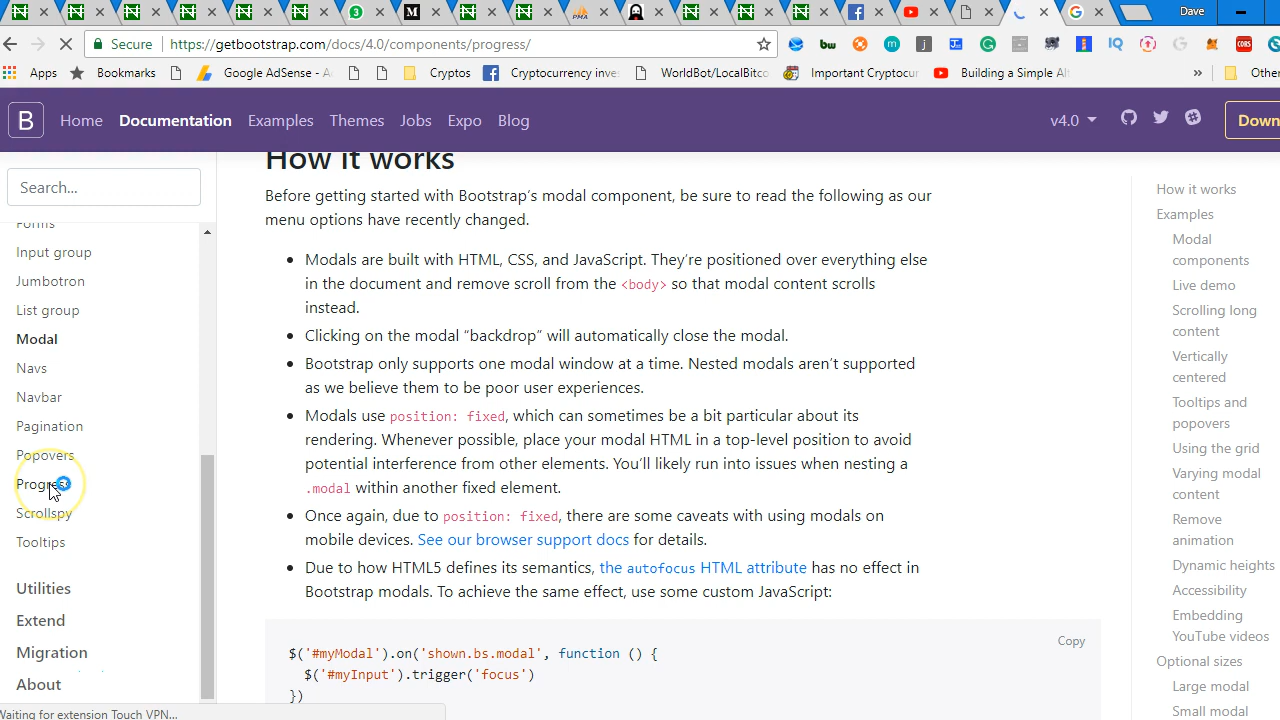 Dave
Secure
https://getbootstrap.com/docs/4.0/components/progress/
Apps
Bookmarks
Google AdSense - A
Cryptos
Cryptocurrency inve
WorldBB/LocalBitco
Important Cryptocur
Building a Simple Al
»
Other
B
Home
Documentation
Examples
Themes
Jobs
Expo
Blog
v4.0
Down
Search...
Forms
Input group
Jumbotron
List group
Modal
Navs
Navbar
Pagination
Popovers
Progress
Scrollspy
Tooltips
Utilities
Extend
Migration
About
Waiting for extension Touch VPN...
How it works
Before getting started with Bootstrap's modal component, be sure to read the following as our
menu options have recently changed.
• Modals are built with HTML, CSS, and JavaScript. They're positioned over everything else
in the document and remove scroll from the <body> so that modal content scrolls
instead.
• Clicking on the modal “backdrop” will automatically close the modal.
• Bootstrap only supports one modal window at a time. Nested modals aren't supported
as we believe them to be poor user experiences.
• Modals use position: fixed, which can sometimes be a bit particular about its
rendering. Whenever possible, place your modal HTML in a top-level position to avoid
potential interference from other elements. You'll likely run into issues when nesting a
.modal within another fixed element.
• Once again, due to position: fixed, there are some caveats with using modals on
mobile devices. See our browser support docs for details.
• Due to how HTML5 defines its semantics, the autofocus HTML attribute has no effect in
Bootstrap modals. To achieve the same effect, use some custom JavaScript:
Copy
$('#myModal').on('shown.bs.modal', function () {
$('#myInput').trigger('focus')
})
How it works
Examples
Modal
components
Live demo
Scrolling long
content
Vertically
centered
Tooltips and
popovers
Using the grid
Varying modal
content
Remove
animation
Dynamic heights
Accessibility
Embedding
YouTube videos
Optional sizes
Large modal
Small modal